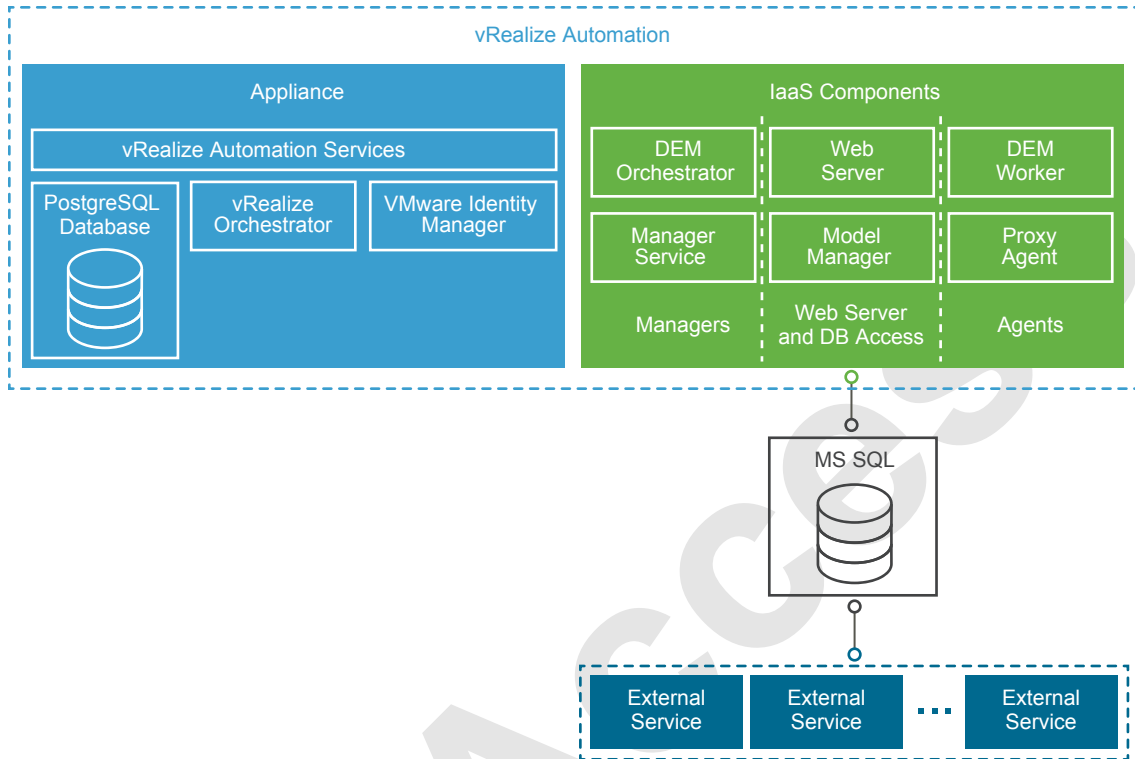 vRealize Automation
Appliance
vRealize Automation Services
PostgreSQL
Database
vRealize
Orchestrator
VMware Identity
Manager
IaaS Components
DEM
Orchestrator
Web
Server
DEM
Worker
Manager
Service
Model
Manager
Proxy
Agent
Managers
Web Server
and DB Access
Agents
MS SQL
External
Service
External
Service
External
Service